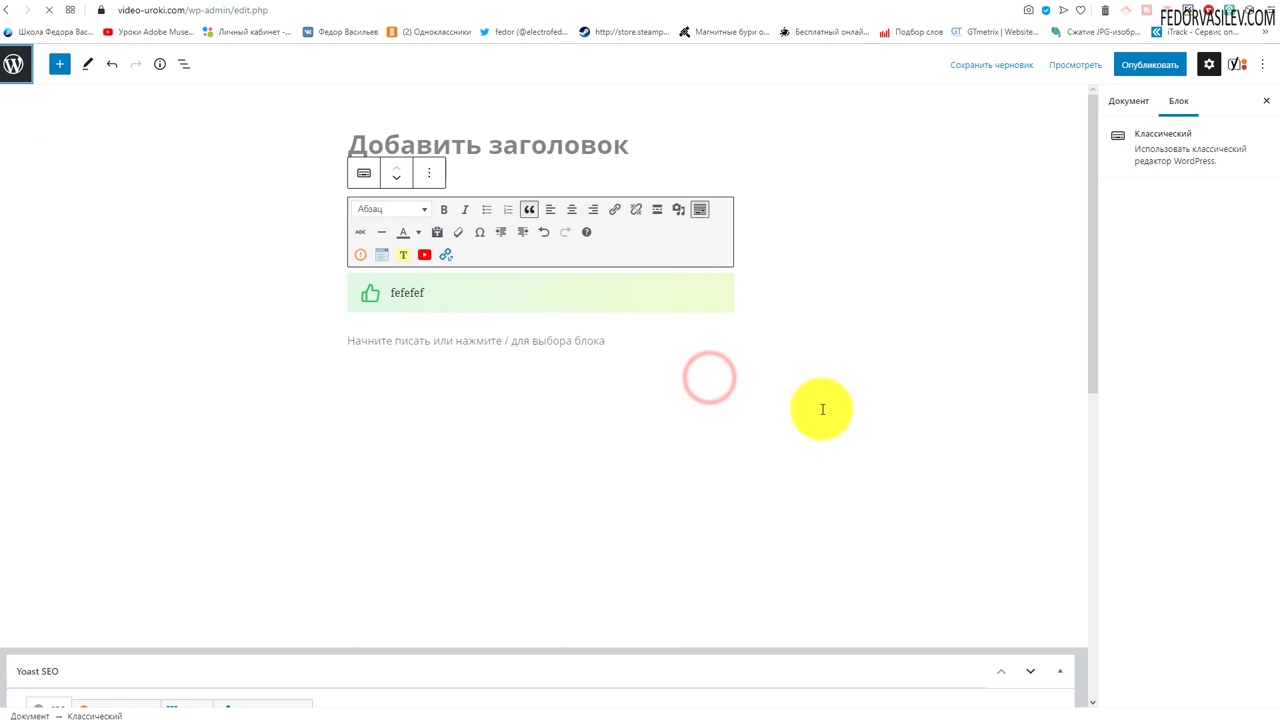 video-uroki.com/wp-admin/edit.php
FEDORVASILEV.COM
Школа Федора Вас... Уроки Adobe Muse... Личный кабинет -... Федор Васильев (2) Одноклассники fedor (@electrofed... http://store.steamp... Магнитные бури о... Бесплатный онлай... Подбор слов GTmetrix | Website... Сжатие JPG-изобр... iTrack - Сервис оп...
Сохранить черновик Просмотреть Опубликовать
Документ Блок
Добавить заголовок
Классический
Использовать классический
редактор WordPress.
Абзац B I
ABC A Ω
T
fefefef
Начните писать или нажмите / для выбора блока
Yoast SEO
Документ → Классический